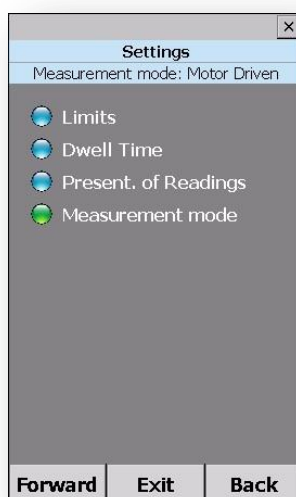 Settings
Measurement mode: Motor Driven
Limits
Dwell Time
Present. of Readings
Measurement mode
Forward Exit Back